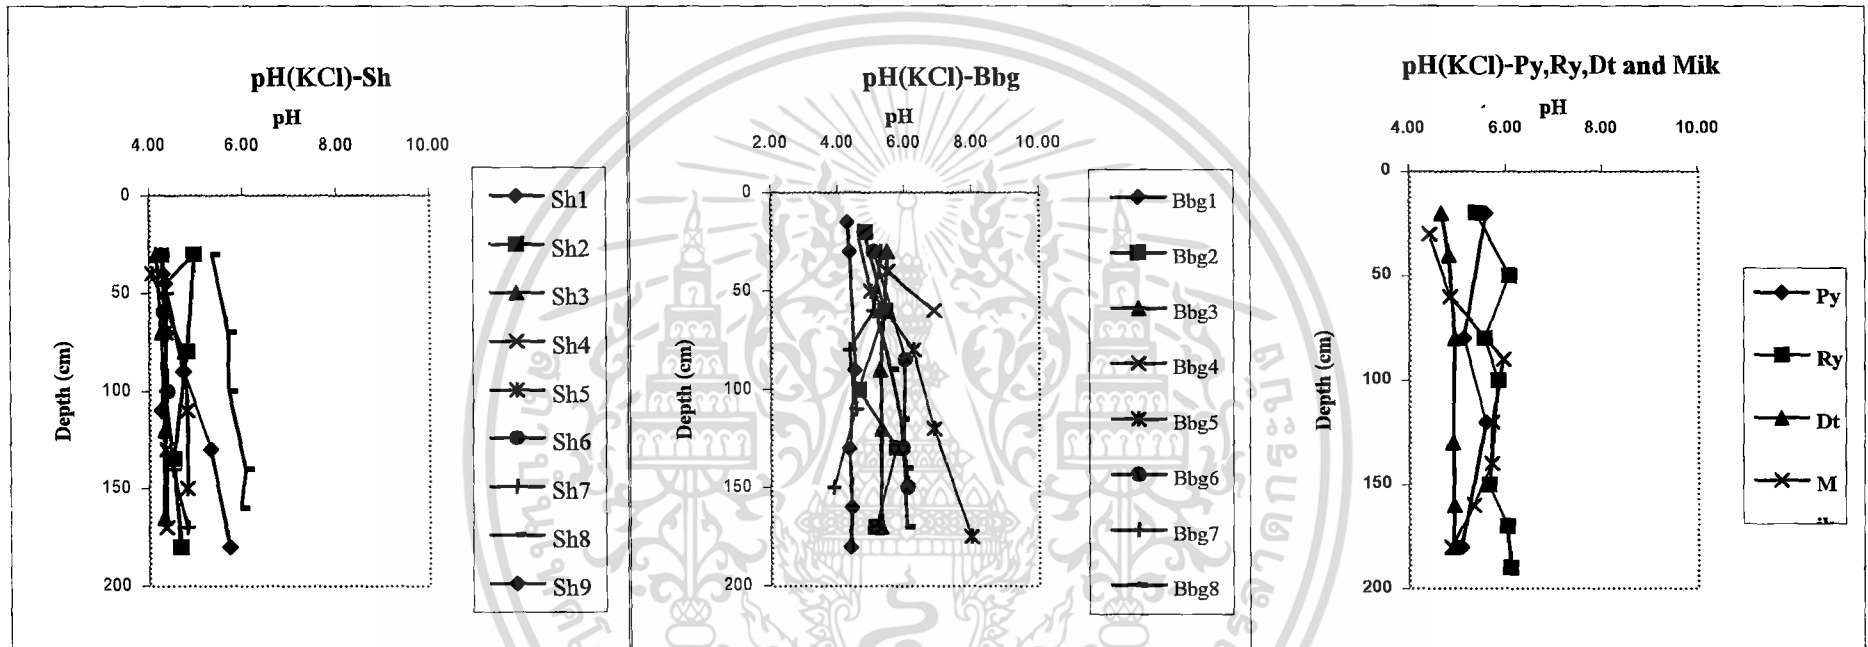 pH(KCl)-Sh
pH
4.00 6.00 8.00 10.00
0
50
100
150
200
Depth (cm)
Sh1
Sh2
Sh3
Sh4
Sh5
Sh6
Sh7
Sh8
Sh9
pH(KCl)-Bbg
pH
2.00 4.00 6.00 8.00 10.00
0
50
100
150
200
Depth (cm)
Bbg1
Bbg2
Bbg3
Bbg4
Bbg5
Bbg6
Bbg7
Bbg8
pH(KCl)-Py,Ry,Dt and Mik
pH
4.00 6.00 8.00 10.00
0
50
100
150
200
Depth (cm)
Py
Ry
Dt
M